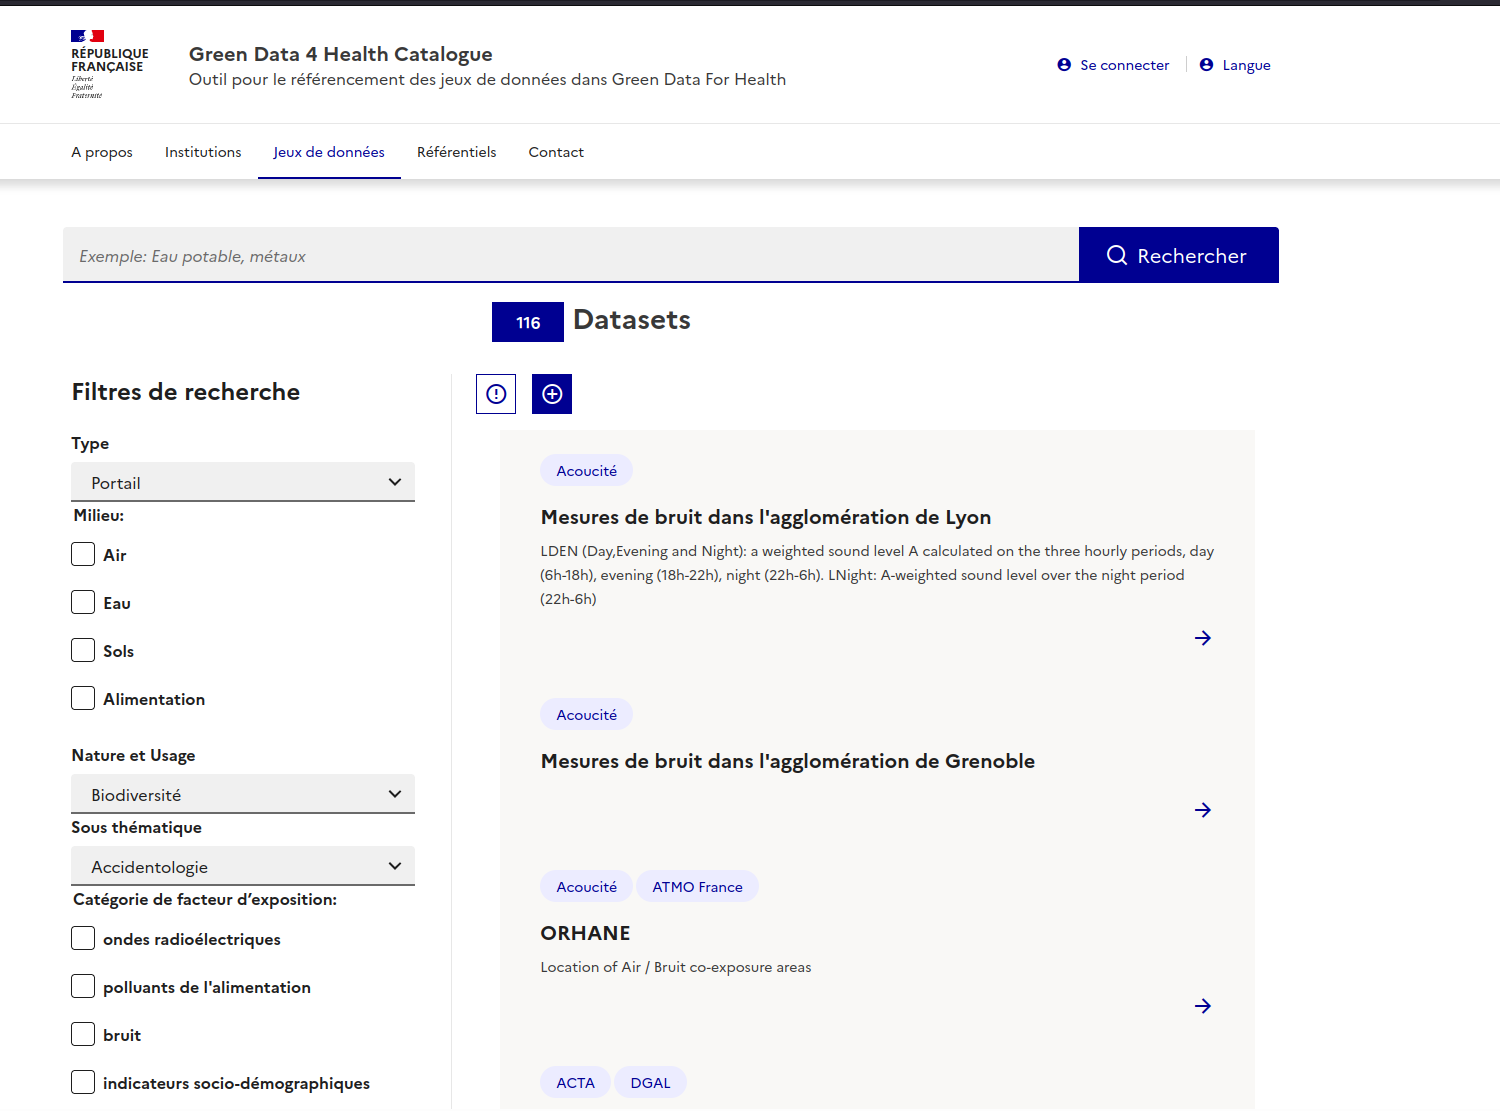 RÉPUBLIQUE
FRANÇAISE
Liberté
Égalité
Fraternité
Green Data 4 Health Catalogue
Outil pour le référencement des jeux de données dans Green Data For Health
Se connecter
Langue
A propos
Institutions
Jeux de données
Référentiels
Contact
Exemple: Eau potable, métaux
Rechercher
116 Datasets
Filtres de recherche
Type
Portail
Milieu:
Air
Eau
Sols
Alimentation
Nature et Usage
Biodiversité
Sous thématique
Accidentologie
Catégorie de facteur d’exposition:
ondes radioélectriques
polluants de l'alimentation
bruit
indicateurs socio-démographiques
Acoucité
Mesures de bruit dans l'agglomération de Lyon
LDEN (Day,Evening and Night): a weighted sound level A calculated on the three hourly periods, day
(6h-18h), evening (18h-22h), night (22h-6h). LNight: A-weighted sound level over the night period
(22h-6h)
Acoucité
Mesures de bruit dans l'agglomération de Grenoble
Acoucité ATMO France
ORHANE
Location of Air / Bruit co-exposure areas
ACTA DGAL